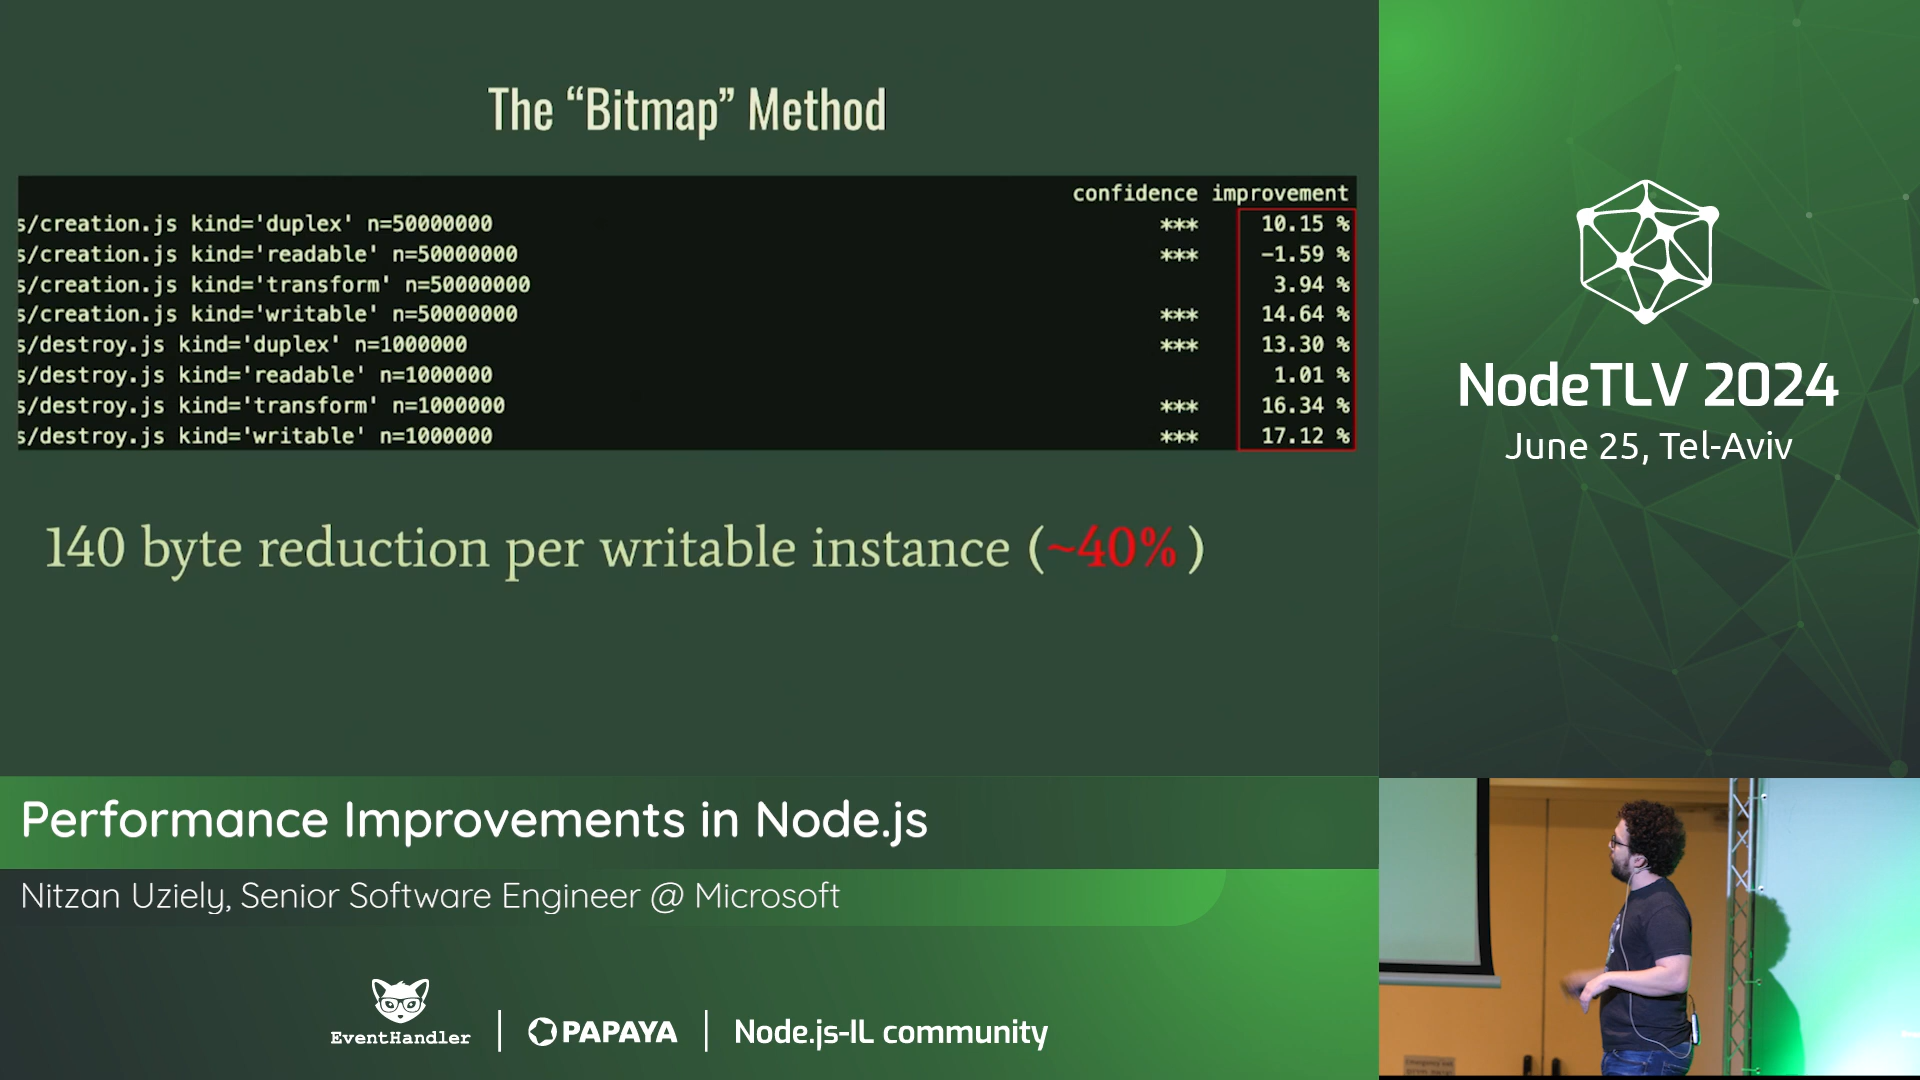 The “Bitmap” Method
confidence improvement
s/creation.js kind='duplex' n=50000000 *** 10.15 %
s/creation.js kind='readable' n=50000000 *** −1.59 %
s/creation.js kind='transform' n=50000000 3.94 %
s/creation.js kind='writable' n=50000000 *** 14.64 %
s/destroy.js kind='duplex' n=1000000 *** 13.30 %
s/destroy.js kind='readable' n=1000000 1.01 %
s/destroy.js kind='transform' n=1000000 *** 16.34 %
s/destroy.js kind='writable' n=1000000 *** 17.12 %
140 byte reduction per writable instance (~40%)
NodeTLV 2024
June 25, Tel-Aviv
Performance Improvements in Node.js
Nitzan Uziely, Senior Software Engineer @ Microsoft
EventHandler
PAPAYA
Node.js-IL community